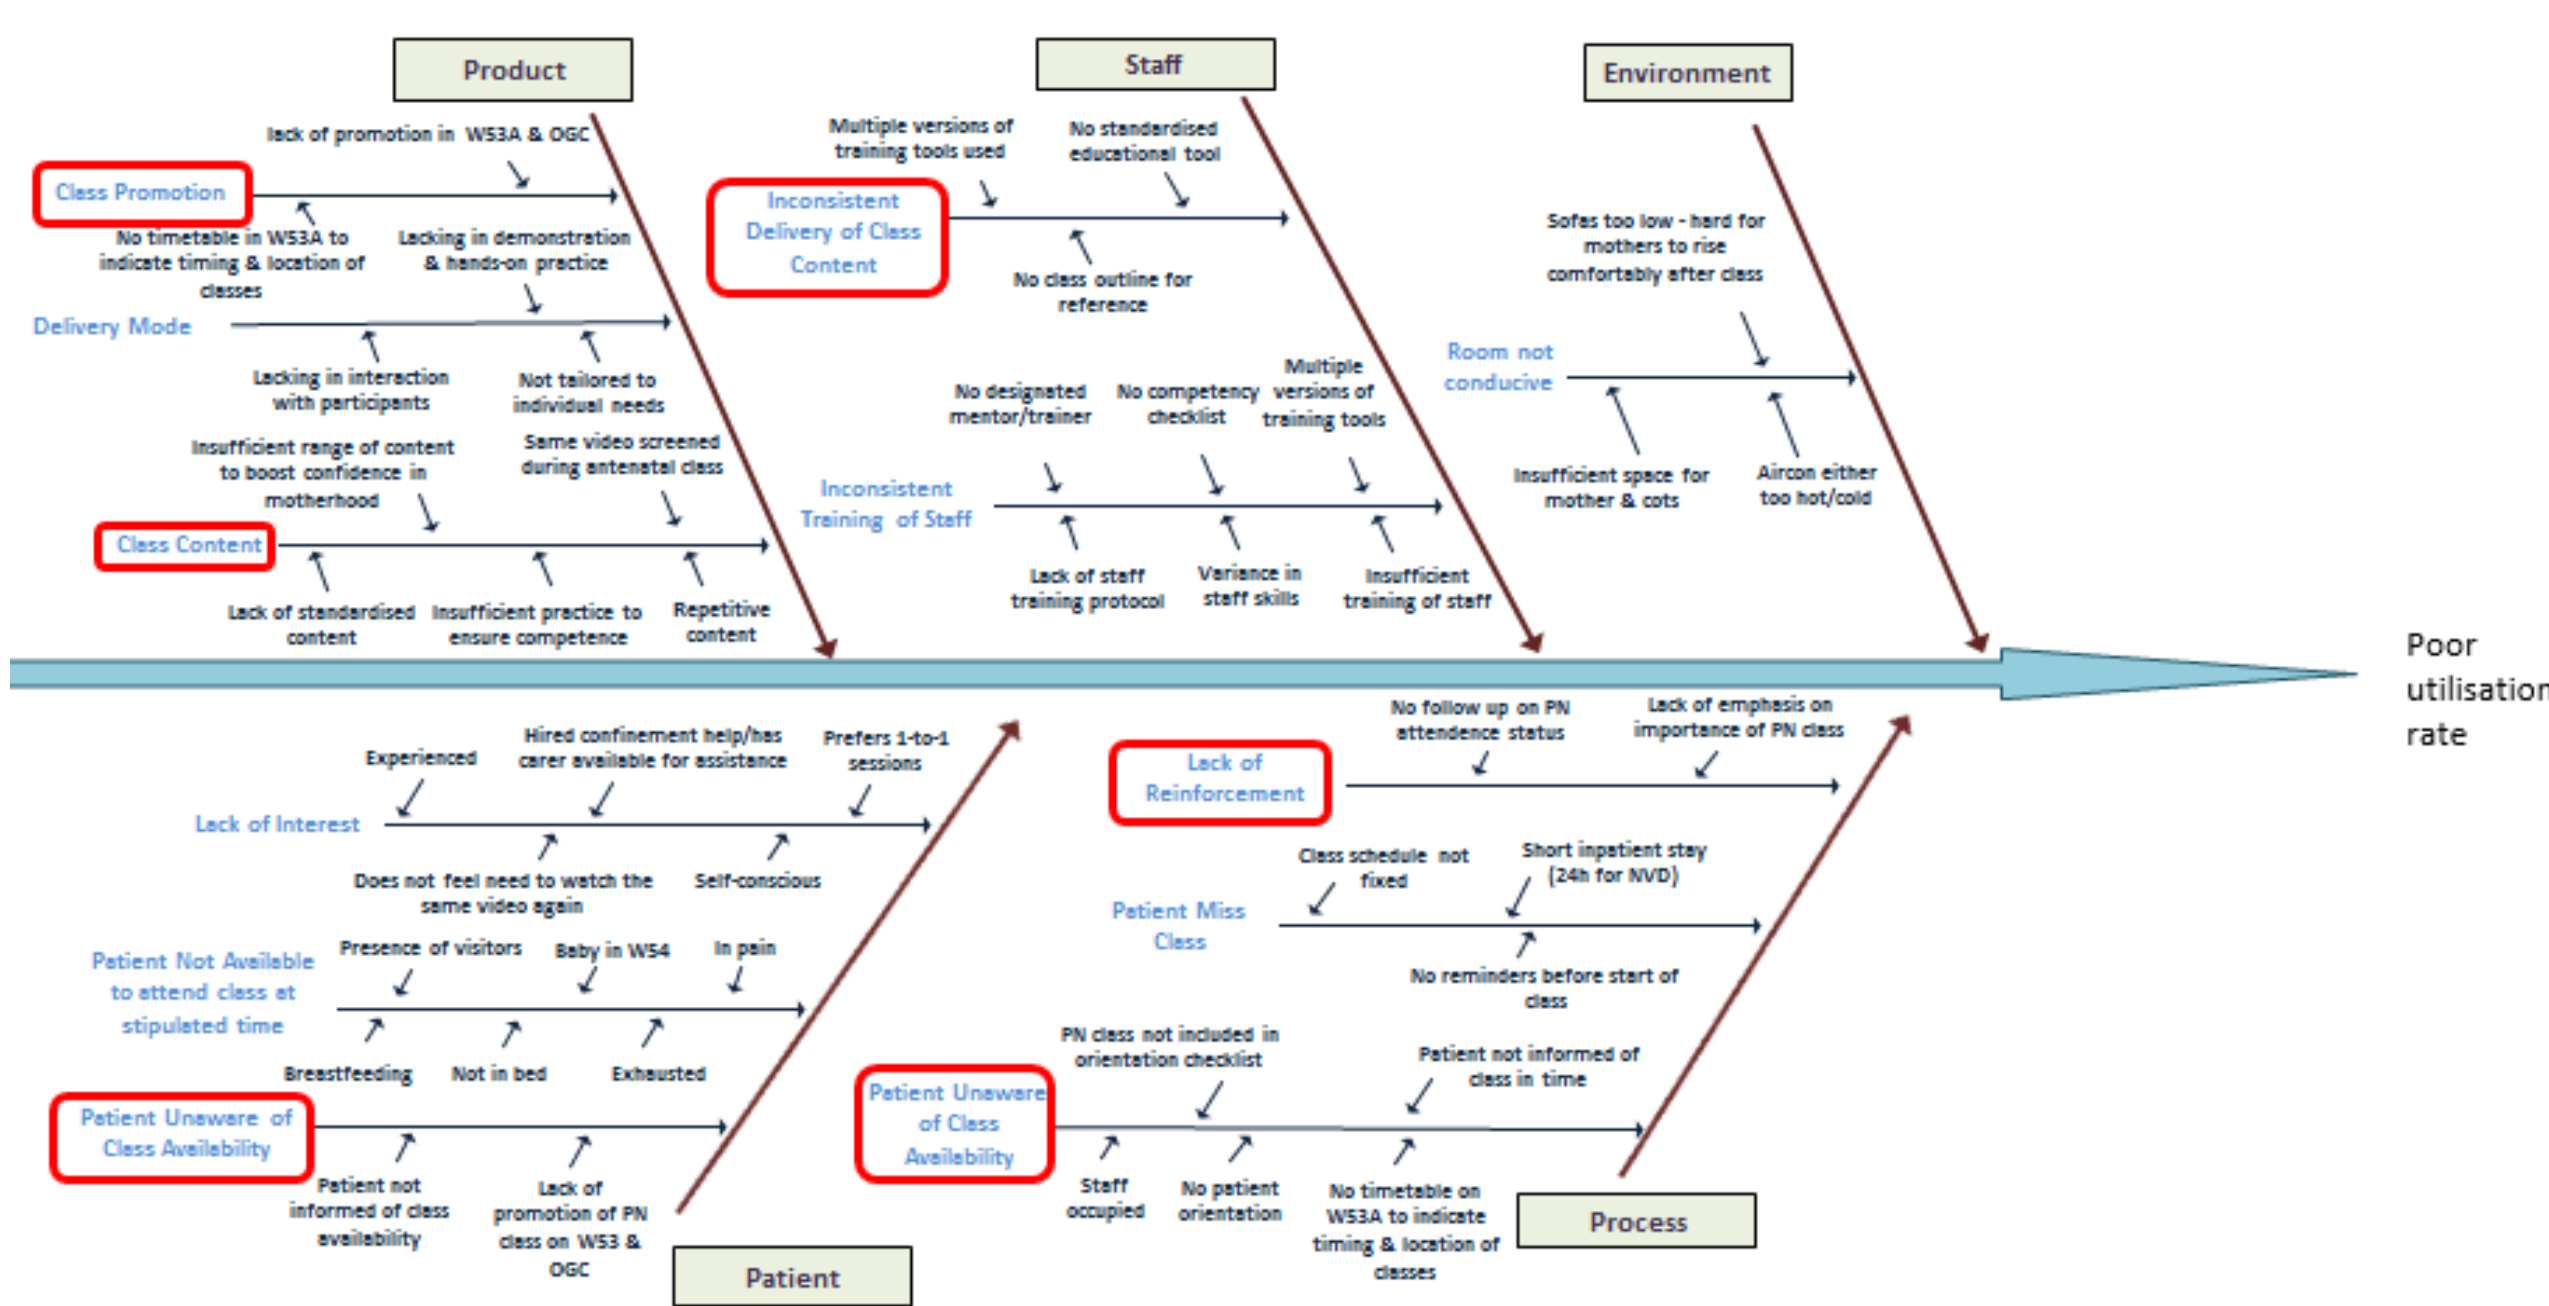 Product
Staff
Environment
lack of promotion in W53A & OGC
Class Promotion
No timetable in W53A to
indicate timing & location of
classes
Lacking in demonstration
& hands-on practice
Delivery Mode
Lacking in interaction
with participants
Not tailored to
individual needs
Insufficient range of content
to boost confidence in
motherhood
Same video screened
during antenatal class
Class Content
Lack of standardised
content
Insufficient practice to
ensure competence
Repetitive
content
Multiple versions of
training tools used
No standardised
educational tool
Inconsistent
Delivery of Class
Content
No class outline for
reference
No designated
mentor/trainer
No competency
checklist
Multiple
versions of
training tools
Inconsistent
Training of Staff
Lack of staff
training protocol
Variance in
staff skills
Insufficient
training of staff
Sofas too low - hard for
mothers to rise
comfortably after class
Room not
conducive
Insufficient space for
mother & cots
Aircon either
too hot/cold
Poor
utilisation
rate
Experienced
Hired confinement help/has
carer available for assistance
Prefers 1-to-1
sessions
Lack of Interest
Does not feel need to watch the
same video again
Self-conscious
Presence of visitors
Baby in W54
In pain
Patient Not Available
to attend class at
stipulated time
Breastfeeding
Not in bed
Exhausted
Patient Unaware of
Class Availability
Patient not
informed of class
availability
Lack of
promotion of PN
class on W53 &
OGC
Patient
No follow up on PN
attendence status
Lack of emphasis on
importance of PN class
Lack of
Reinforcement
Class schedule not
fixed
Short inpatient stay
(24h for NVD)
Patient Miss
Class
No reminders before start of
class
PN class not included in
orientation checklist
Patient not informed of
class in time
Patient Unaware
of Class
Availability
Staff
occupied
No patient
orientation
No timetable on
W53A to indicate
timing & location of
classes
Process